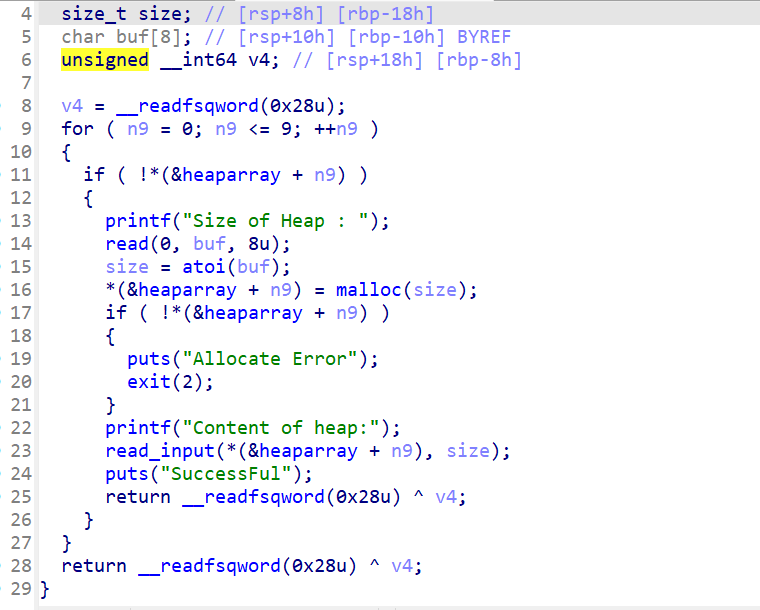 4 size_t size; // [rsp+8h] [rbp-18h]
5 char buf[8]; // [rsp+10h] [rbp-10h] BYREF
6 unsigned __int64 v4; // [rsp+18h] [rbp-8h]
7
8 v4 = __readfsqword(0x28u);
9 for ( n9 = 0; n9 <= 9; ++n9 )
10 {
11 if ( !*(&heaparray + n9) )
12 {
13 printf("Size of Heap : ");
14 read(0, buf, 8u);
15 size = atoi(buf);
16 *(&heaparray + n9) = malloc(size);
17 if ( !*(&heaparray + n9) )
18 {
19 puts("Allocate Error");
20 exit(2);
21 }
22 printf("Content of heap:");
23 read_input(*(&heaparray + n9), size);
24 puts("SuccessFul");
25 return __readfsqword(0x28u) ^ v4;
26 }
27 }
28 return __readfsqword(0x28u) ^ v4;
29 }